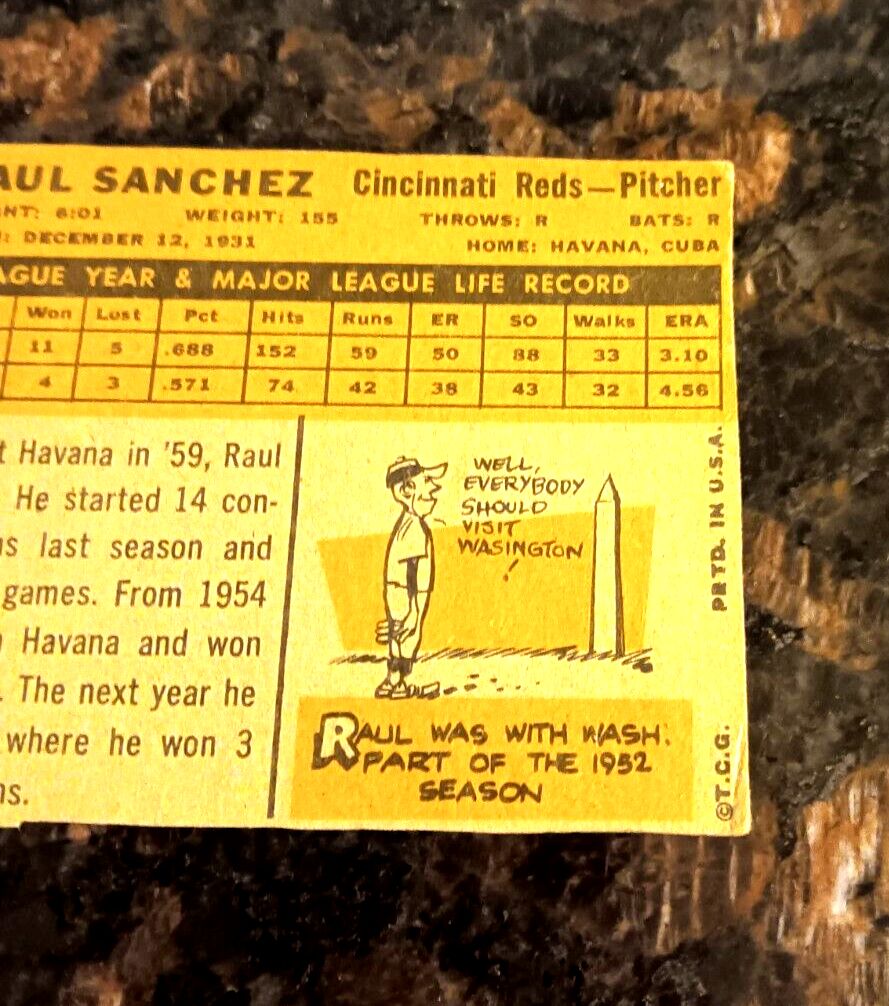 AUL SANCHEZ Cincinnati Reds—Pitcher
HT: 6:01 WEIGHT: 155 THROWS: R BATS: R
: DECEMBER 12, 1931 HOME: HAVANA, CUBA
AGUE YEAR & MAJOR LEAGUE LIFE RECORD
Won Lost Pct Hits Runs ER SO Walks ERA
11 5 .688 152 59 50 88 33 3.10
4 3 .571 74 42 38 43 32 4.56
t Havana in '59, Raul
He started 14 con-
ns last season and
games. From 1954
n Havana and won
. The next year he
where he won 3
ns.
WELL,
EVERYBODY
SHOULD
VISIT
WASINGTON
!
RAUL WAS WITH WASH.
PART OF THE 1952
SEASON
PRTD. IN U.S.A.
©T.C.G.